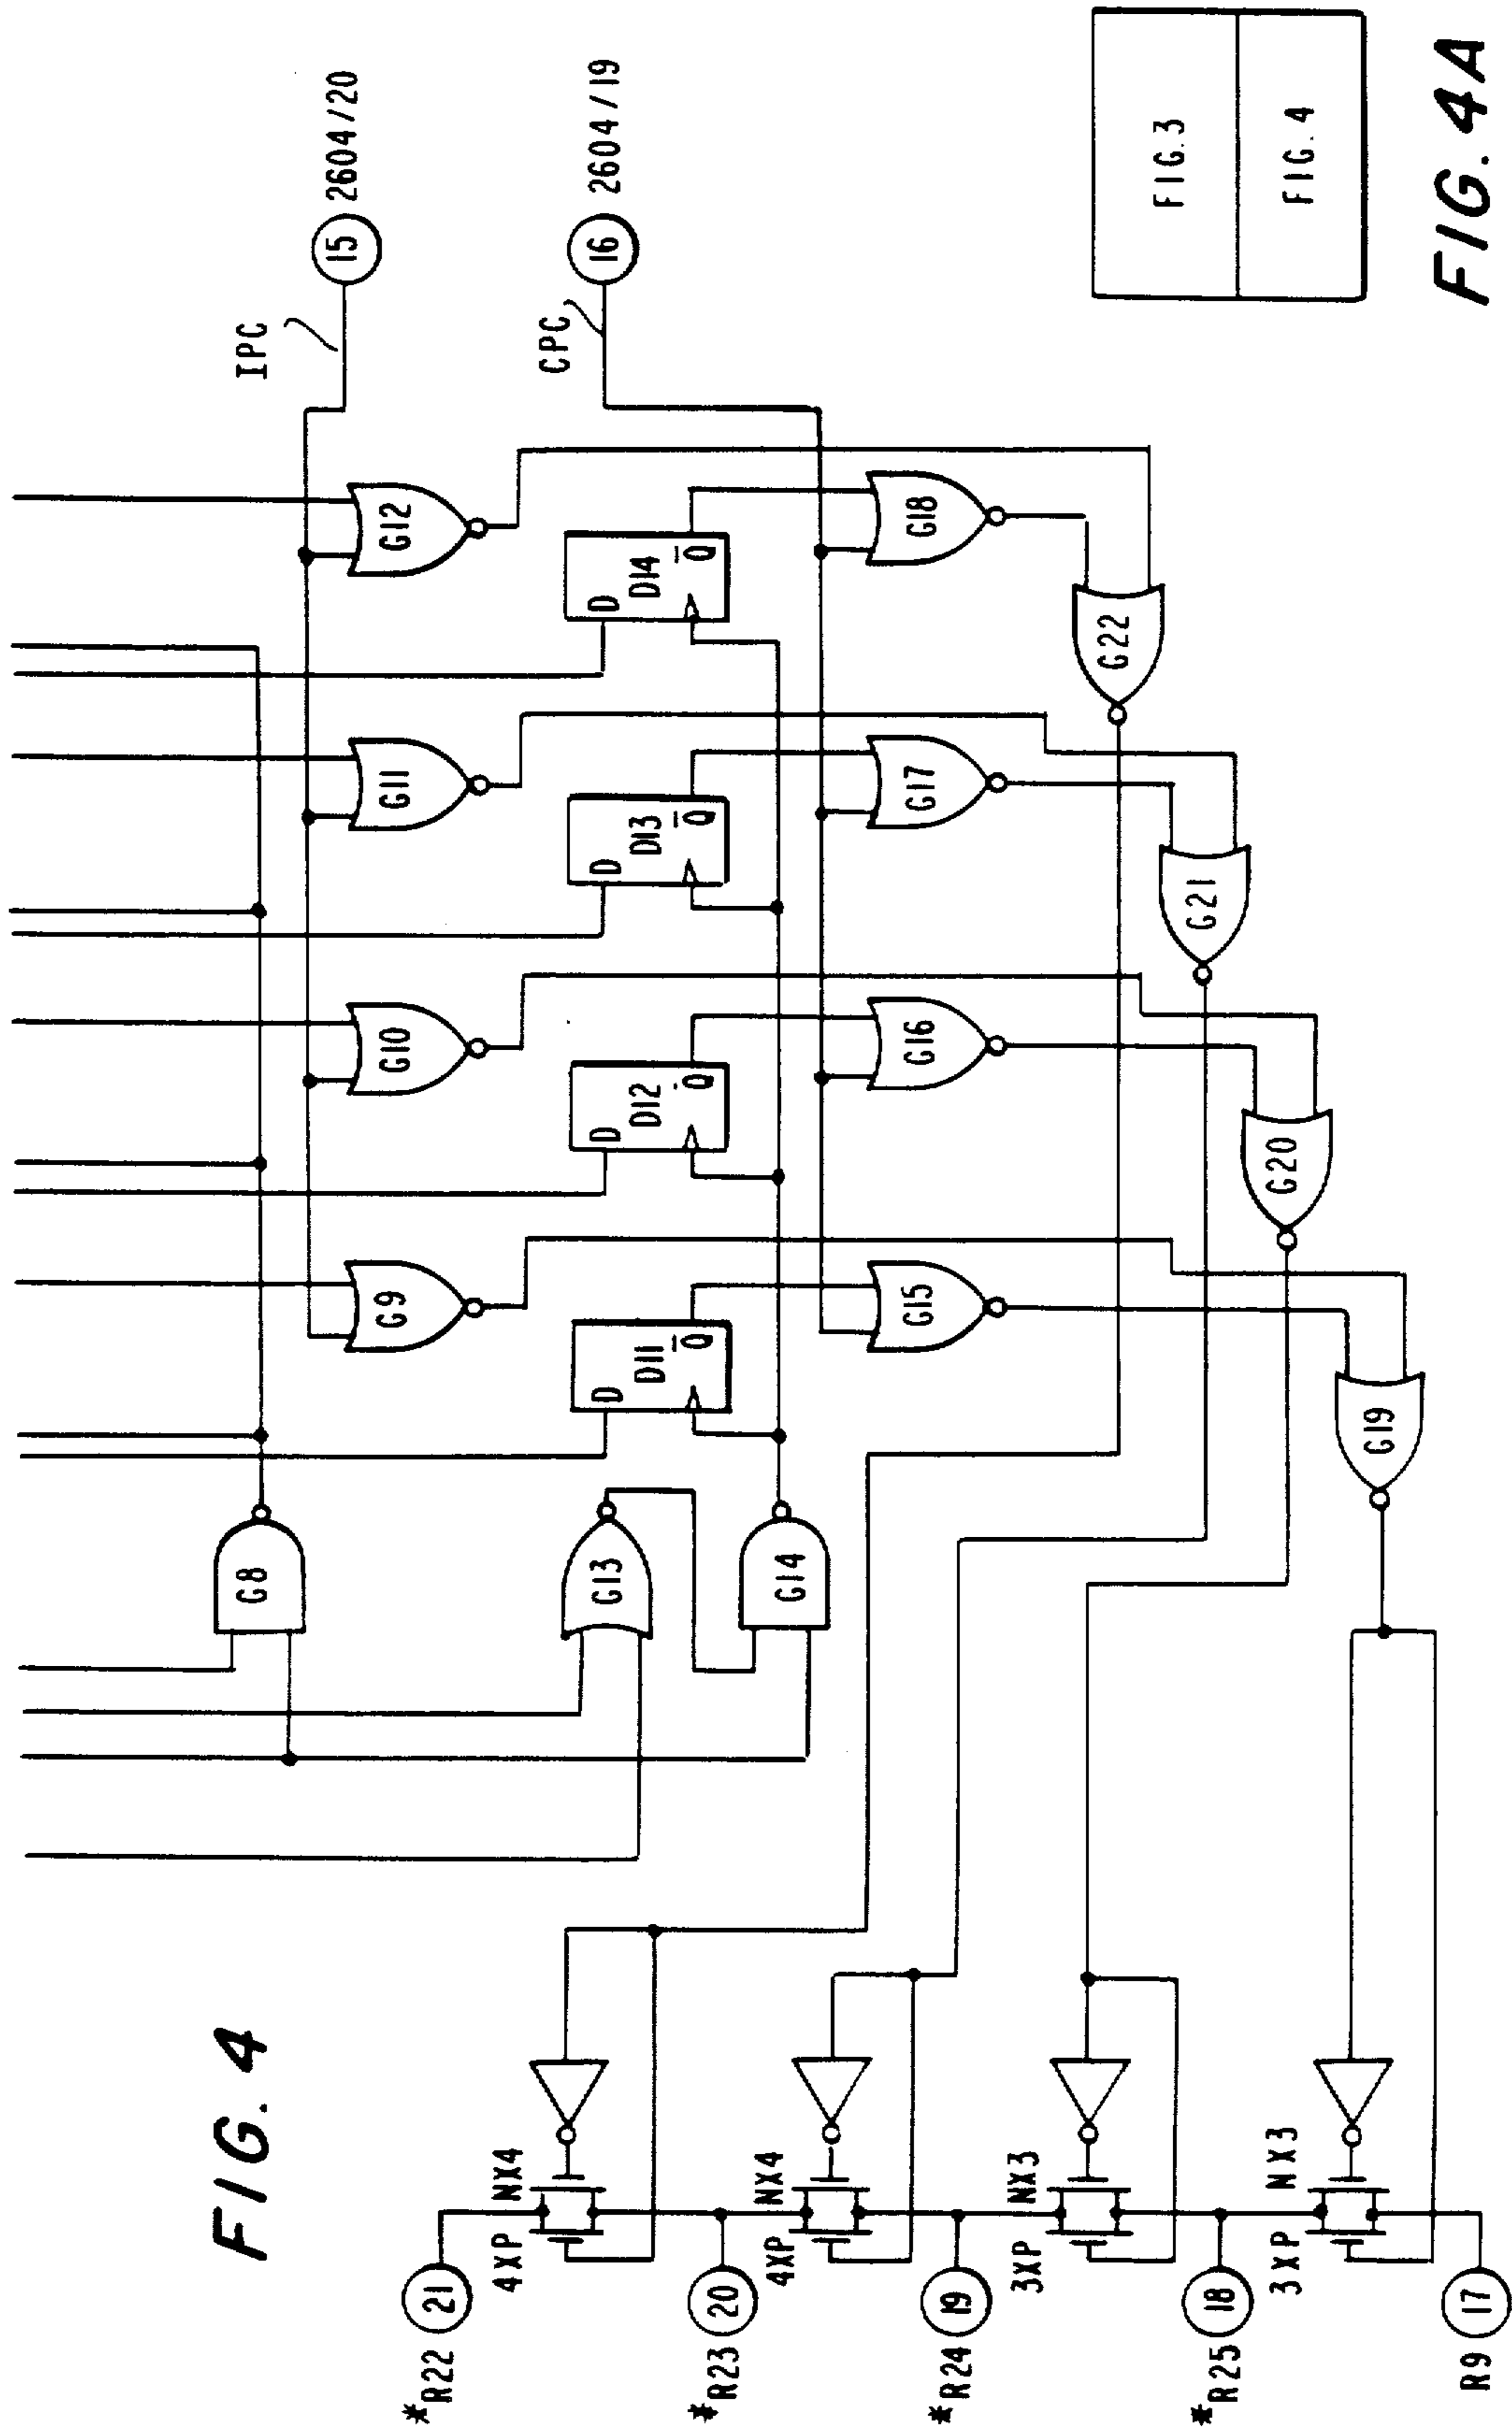 FIG. 4
IPC
15
2604/20
CPC
16
2604/19
G8
G9
G10
G11
G12
G13
D
D11
Q
D
D12
Q
D
D13
Q
D
D14
Q
G14
G15
G16
G17
G18
G19
G20
G21
G22
*R22
21
4XP
NX4
*R23
20
4XP
NX4
*R24
19
3XP
NX3
*R25
18
3XP
NX3
R9
17
FIG. 3
FIG. 4
FIG. 4A